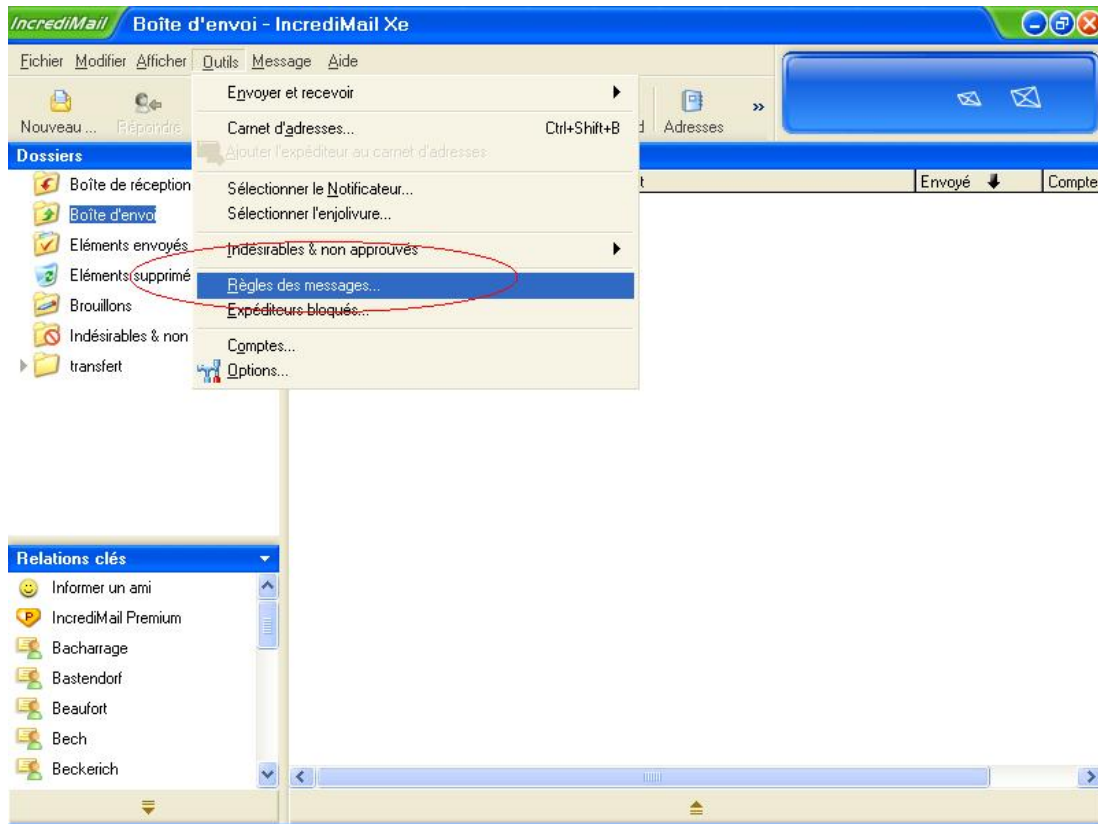 IncrediMail Boîte d'envoi - IncrediMail Xe
Fichier Modifier Afficher Outils Message Aide
Nouveau ... Répondre Adresses »
Envoyer et recevoir
Carnet d'adresses... Ctrl+Shift+B
Ajouter l'expéditeur au carnet d'adresses
Sélectionner le Notificateur...
Sélectionner l'enjolivure...
Indésirables & non approuvés
Règles des messages...
Expéditeurs bloqués...
Comptes...
Options...
Dossiers
Boîte de réception
Boîte d'envoi
Eléments envoyés
Eléments supprimé
Brouillons
Indésirables & non
transfert
Envoyé Compte
Relations clés
Informer un ami
P IncrediMail Premium
Bacharrage
Bastendorf
Beaufort
Bech
Beckerich